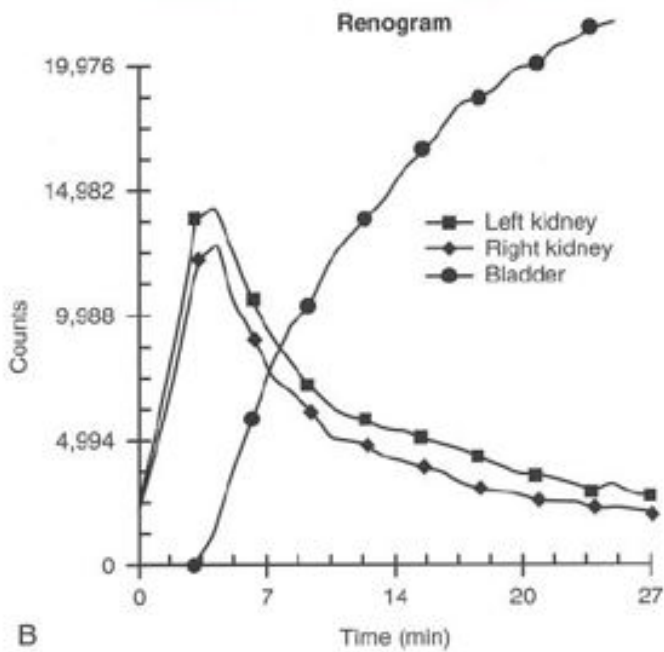 Renogram
19,976
14,982
9,988
4,994
0
Counts
Left kidney
Right kidney
Bladder
0 7 14 20 27
Time (min)
B